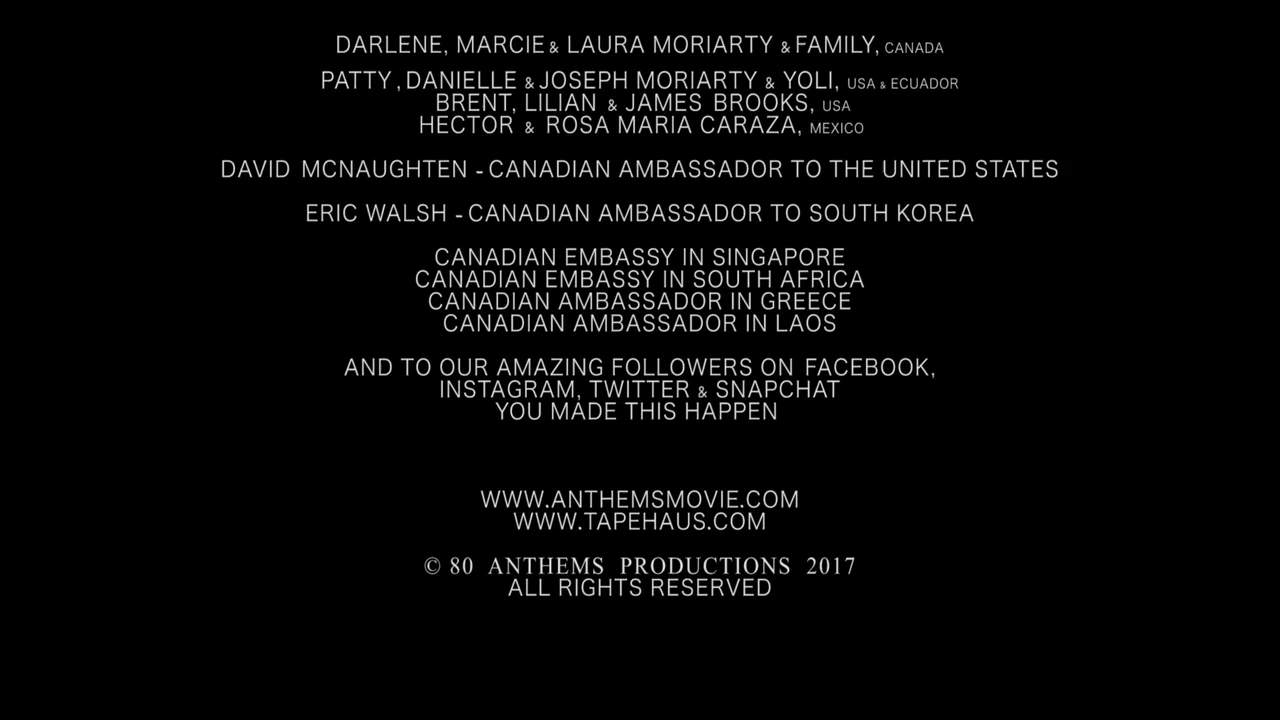 DARLENE, MARCIE & LAURA MORIARTY & FAMILY, CANADA
PATTY, DANIELLE & JOSEPH MORIARTY & YOLI, USA & ECUADOR
BRENT, LILIAN & JAMES BROOKS, USA
HECTOR & ROSA MARIA CARAZA, MEXICO
DAVID MCNAUGHTEN - CANADIAN AMBASSADOR TO THE UNITED STATES
ERIC WALSH - CANADIAN AMBASSADOR TO SOUTH KOREA
CANADIAN EMBASSY IN SINGAPORE
CANADIAN EMBASSY IN SOUTH AFRICA
CANADIAN AMBASSADOR IN GREECE
CANADIAN AMBASSADOR IN LAOS
AND TO OUR AMAZING FOLLOWERS ON FACEBOOK,
INSTAGRAM, TWITTER & SNAPCHAT
YOU MADE THIS HAPPEN
WWW.ANTHEMSMOVIE.COM
WWW.TAPEHAUS.COM
© 80 ANTHEMS PRODUCTIONS 2017
ALL RIGHTS RESERVED